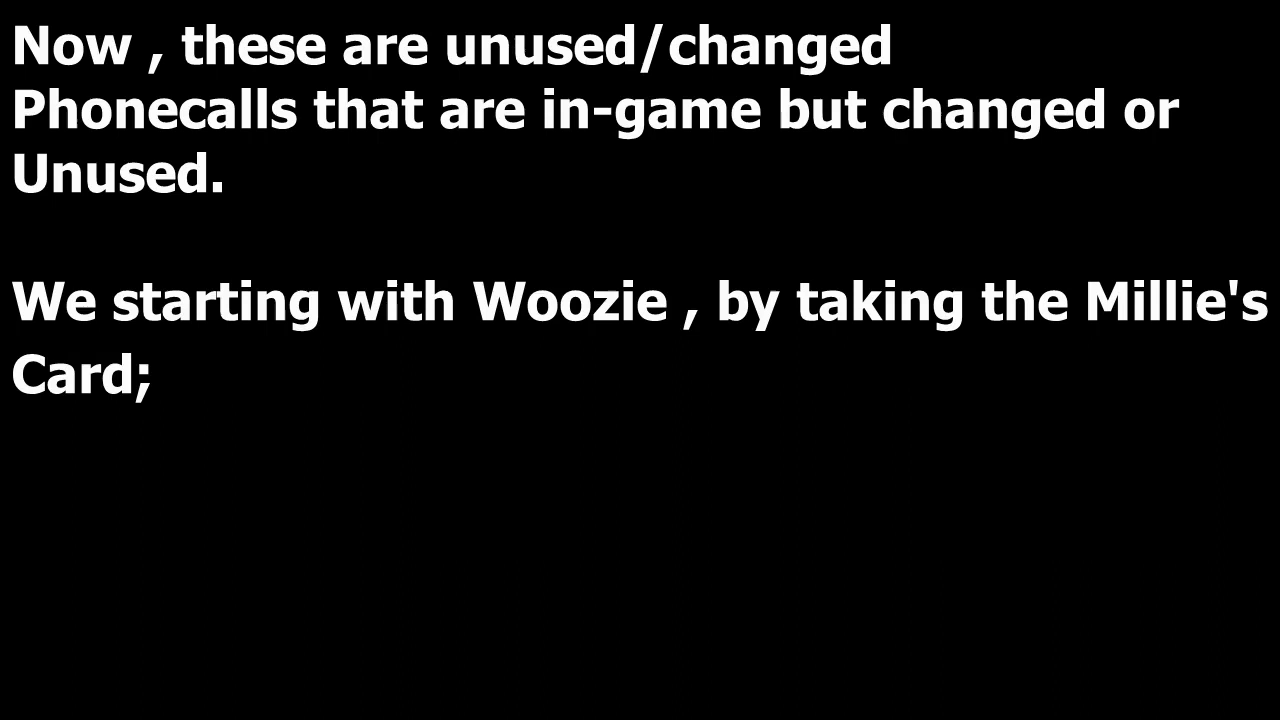 Now , these are unused/changed
Phonecalls that are in-game but changed or
Unused.
We starting with Woozie , by taking the Millie's
Card;